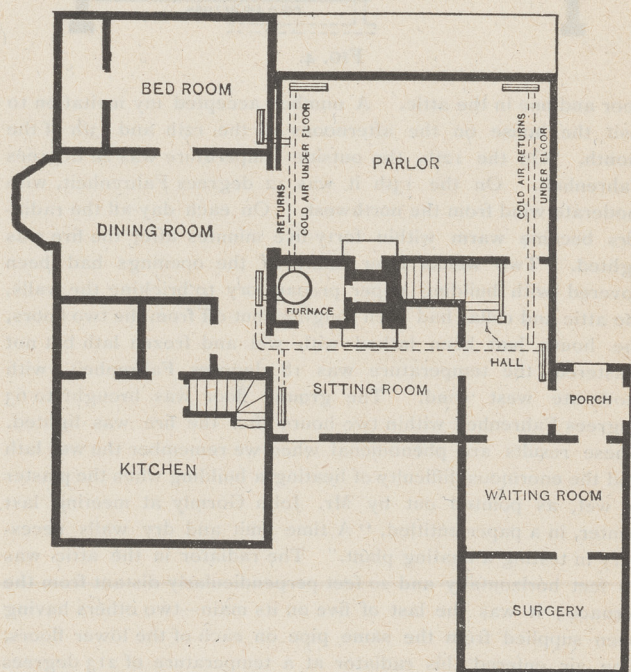 BED ROOM
PARLOR
RETURNS
COLD AIR UNDER FLOOR
COLD AIR RETURNS
UNDER FLOOR
DINING ROOM
FURNACE
HALL
SITTING ROOM
PORCH
KITCHEN
WAITING ROOM
SURGERY